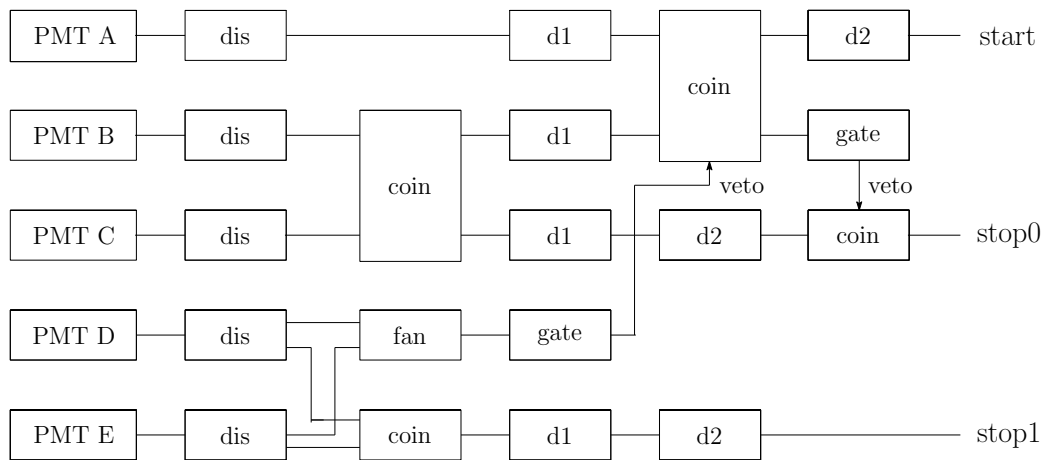 PMT A dis d1 coin d2 start
PMT B dis coin d1 gate
veto veto
PMT C dis d1 d2 coin stop0
PMT D dis fan gate
PMT E dis coin d1 d2 stop1